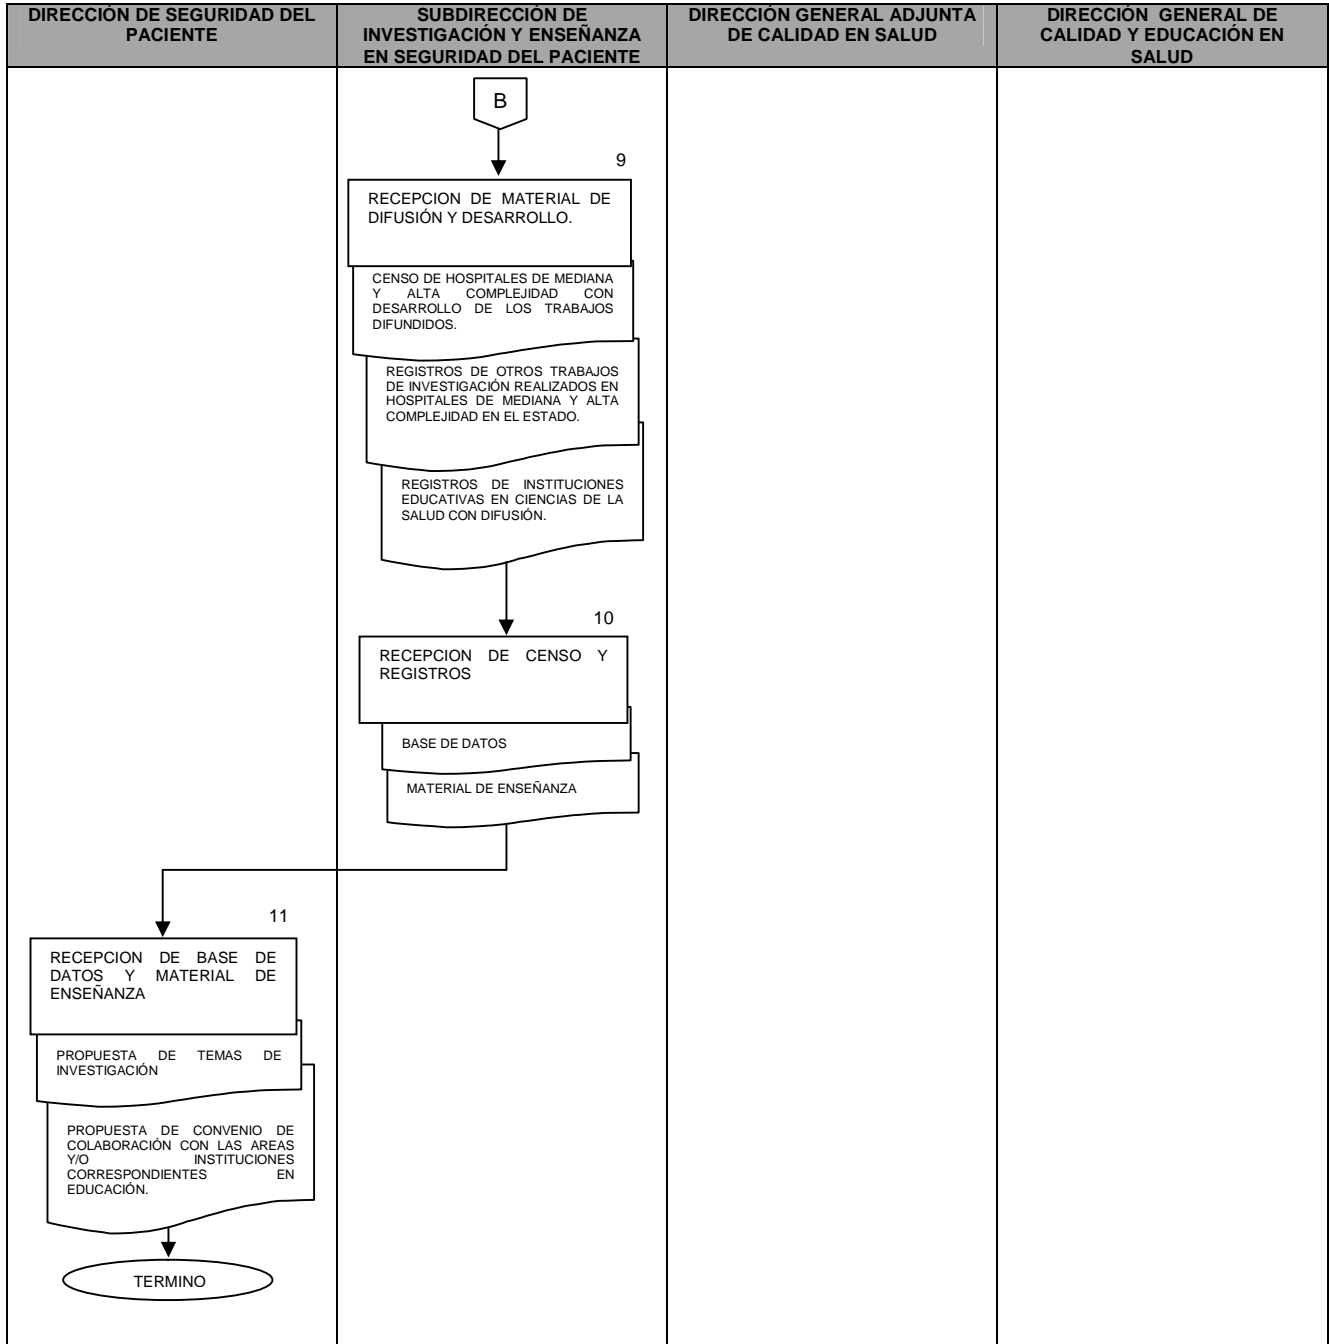 DIRECCIÓN DE SEGURIDAD DEL
PACIENTE
SUBDIRECCIÓN DE
INVESTIGACIÓN Y ENSEÑANZA
EN SEGURIDAD DEL PACIENTE
DIRECCIÓN GENERAL ADJUNTA
DE CALIDAD EN SALUD
DIRECCIÓN GENERAL DE
CALIDAD Y EDUCACIÓN EN
SALUD
B
9
RECEPCION DE MATERIAL DE
DIFUSIÓN Y DESARROLLO.
CENSO DE HOSPITALES DE MEDIANA
Y ALTA COMPLEJIDAD CON
DESARROLLO DE LOS TRABAJOS
DIFUNDIDOS.
REGISTROS DE OTROS TRABAJOS
DE INVESTIGACIÓN REALIZADOS EN
HOSPITALES DE MEDIANA Y ALTA
COMPLEJIDAD EN EL ESTADO.
REGISTROS DE INSTITUCIONES
EDUCATIVAS EN CIENCIAS DE LA
SALUD CON DIFUSIÓN.
10
RECEPCION DE CENSO Y
REGISTROS
BASE DE DATOS
MATERIAL DE ENSEÑANZA
11
RECEPCION DE BASE DE
DATOS Y MATERIAL DE
ENSEÑANZA
PROPUESTA DE TEMAS DE
INVESTIGACIÓN
PROPUESTA DE CONVENIO DE
COLABORACIÓN CON LAS AREAS
Y/O INSTITUCIONES
CORRESPONDIENTES EN
EDUCACIÓN.
TERMINO